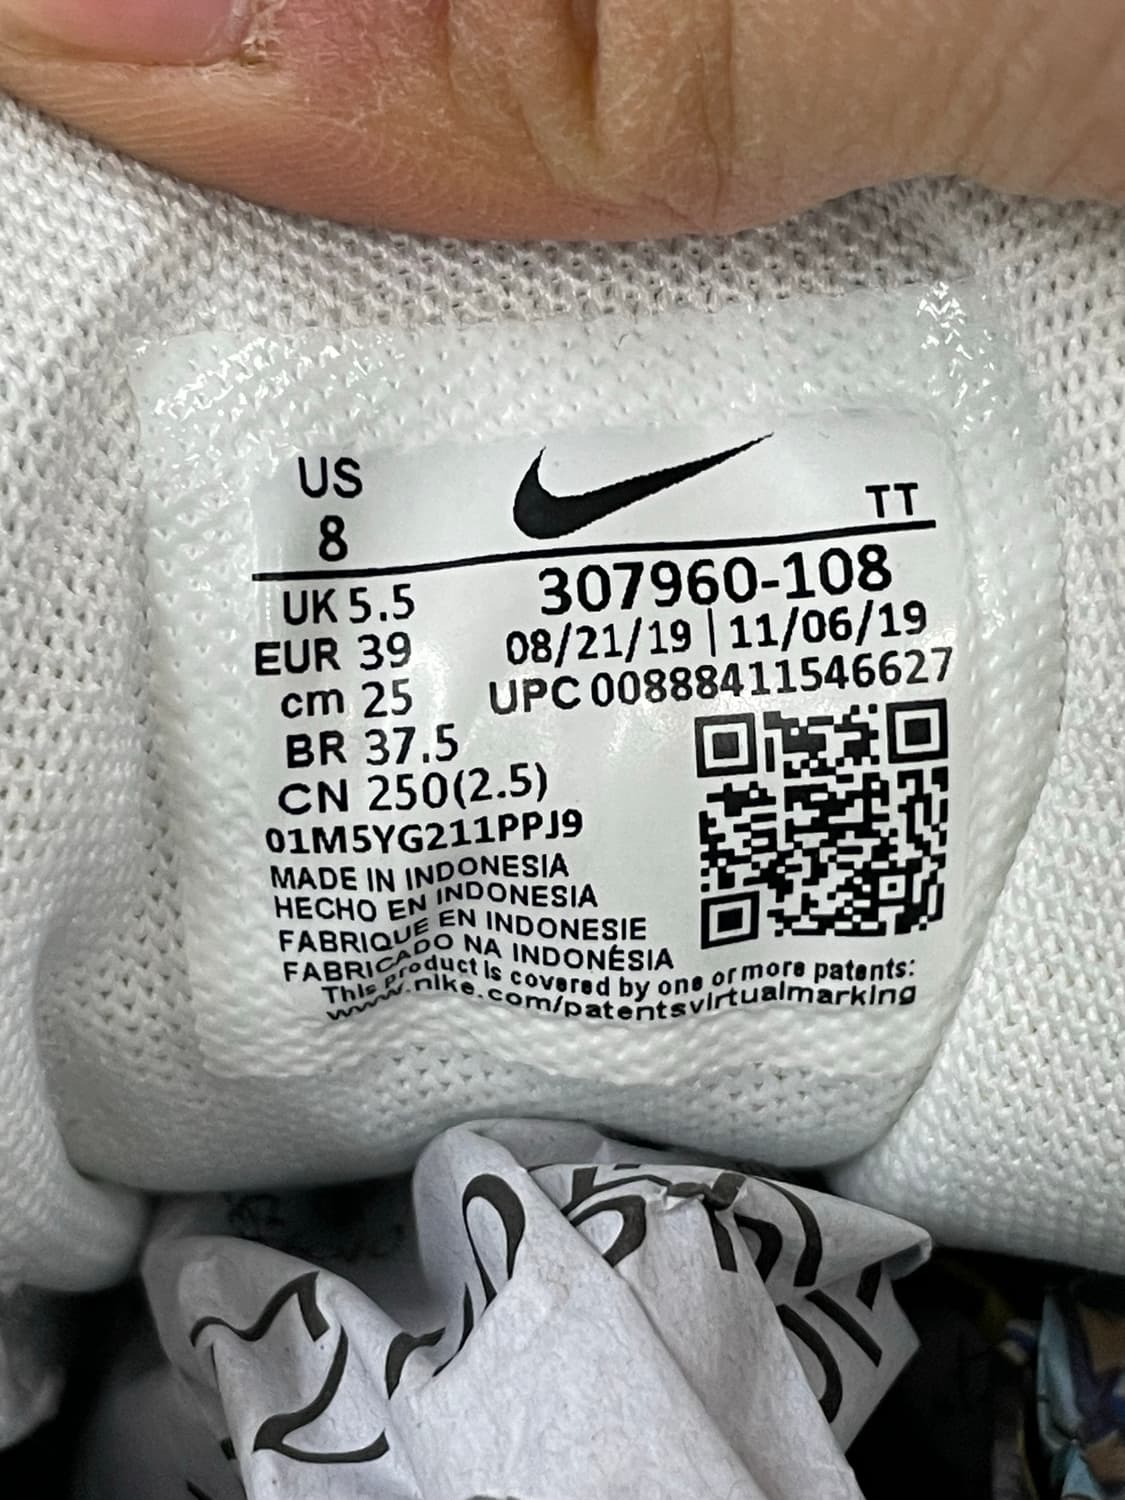 US
8
TT
UK 5.5
EUR 39
cm 25
BR 37.5
CN 250(2.5)
307960-108
08/21/19 | 11/06/19
UPC 00888411546627
01M5YG211PPJ9
MADE IN INDONESIA
HECHO EN INDONESIA
FABRIQUE EN INDONESIE
FABRICADO NA INDONÉSIA
This product is covered by one or more patents:
www.nike.com/patentsvirtualmarking